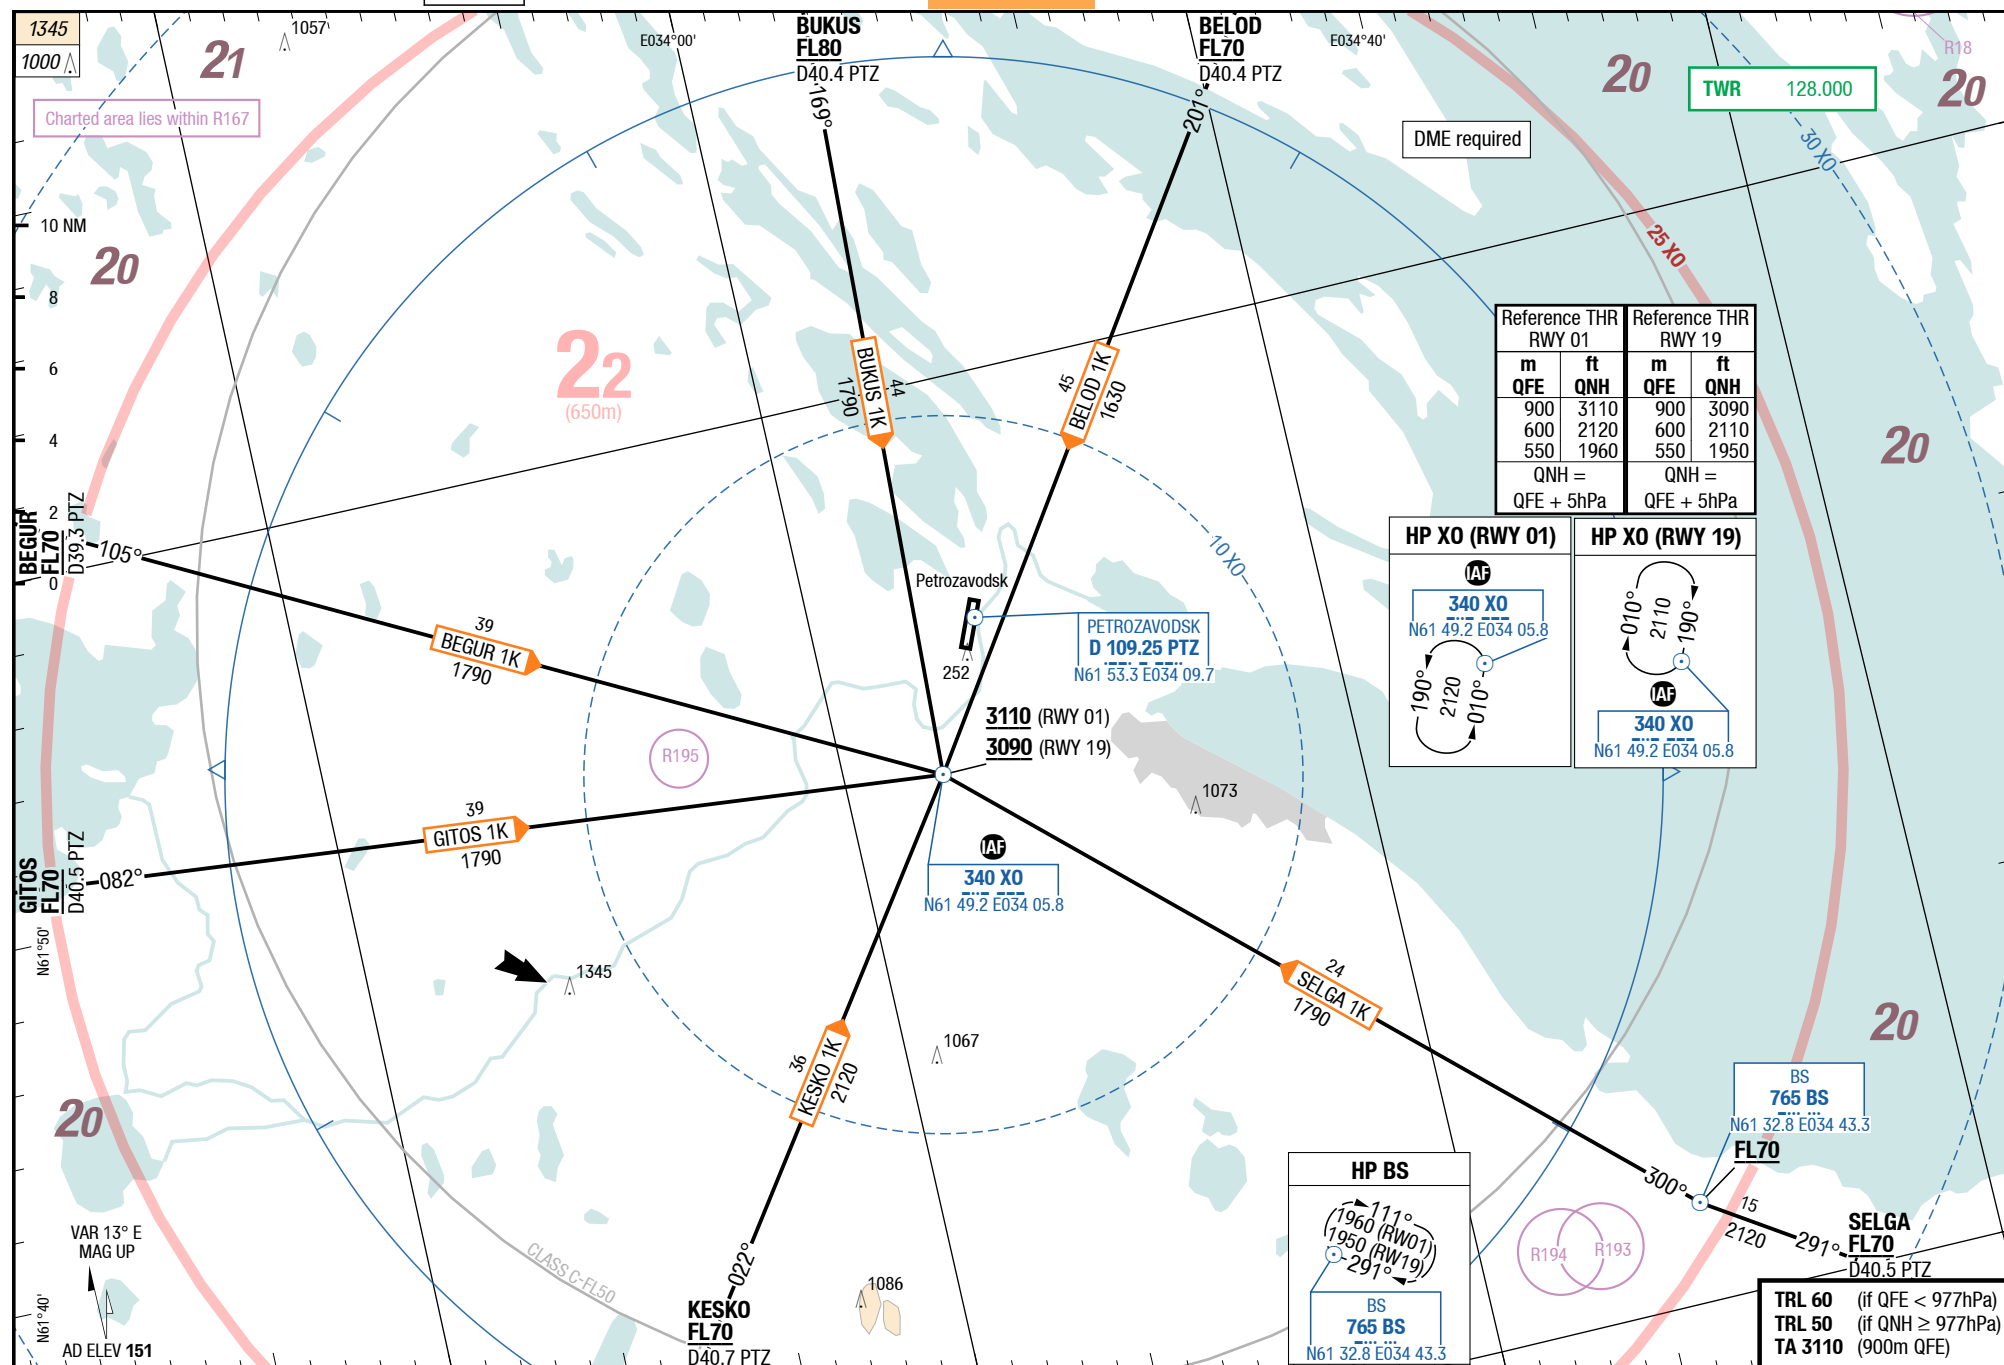 1345
1000
1057
21
Charted area lies within R167
E034°00'
BUKUS
FL80
D40.4 PTZ
169°
BELOD
FL70
D40.4 PTZ
201°
E034°40'
20
R18
20
TWR 128.000
DME required
30 XO
25 XO
10 NM
8
6
4
2
0
20
22
(650m)
BUKUS 1K
44
1790
BELOD 1K
45
1630
Reference THR RWY 01
Reference THR RWY 19
m QFE ft QNH m QFE ft QNH
900 3110 900 3090
600 2120 600 2110
550 1960 550 1950
QNH = QFE + 5hPa
QNH = QFE + 5hPa
20
BEGUR
FL70
D39.3 PTZ
105°
39
BEGUR 1K
1790
10 XO
Petrozavodsk
252
PETROZAVODSK
D 109.25 PTZ
N61 53.3 E034 09.7
HP XO (RWY 01)
IAF
340 XO
N61 49.2 E034 05.8
190°
2120
010°
HP XO (RWY 19)
010°
2110
190°
IAF
340 XO
N61 49.2 E034 05.8
3110 (RWY 01)
3090 (RWY 19)
R195
1073
39
GITOS 1K
1790
GITOS
FL70
D40.5 PTZ
082°
IAF
340 XO
N61 49.2 E034 05.8
N61°50'
1345
24
SELGA 1K
1790
20
1067
36
KESKO 1K
2120
20
BS
765 BS
N61 32.8 E034 43.3
FL70
300°
15
2120
291°
SELGA
FL70
D40.5 PTZ
HP BS
111°
1960 (RW01)
1950 (RW19)
291°
BS
765 BS
N61 32.8 E034 43.3
R194
R193
VAR 13° E
MAG UP
N61°40'
AD ELEV 151
CLASS C-FL50
022°
KESKO
FL70
D40.7 PTZ
1086
TRL 60 (if QFE < 977hPa)
TRL 50 (if QNH ≥ 977hPa)
TA 3110 (900m QFE)